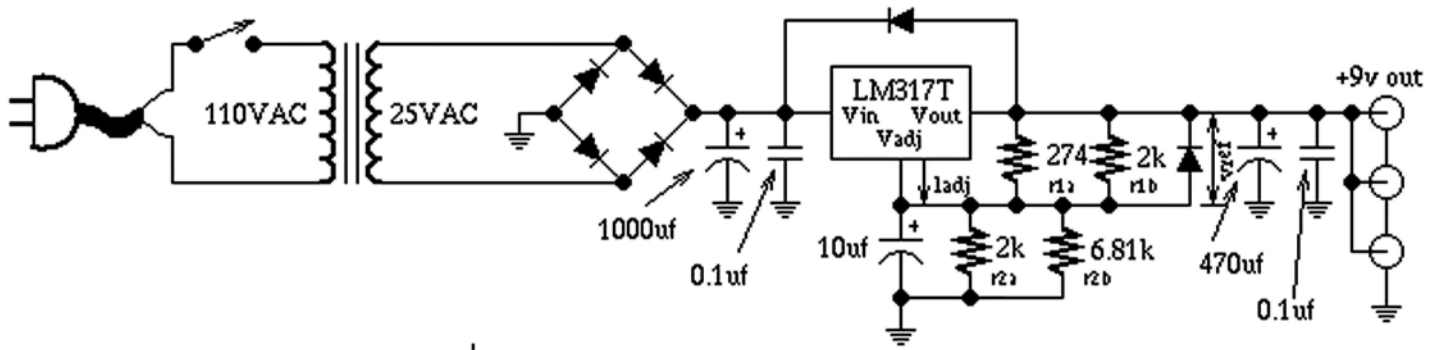 110VAC
25VAC
1000uf
0.1uf
LM317T
Vin
Vout
Vadj
Iadj
10uf
274
r1a
2k
r1b
2k
r2a
6.81k
r2b
vref
470uf
0.1uf
+9v out
+
+
+